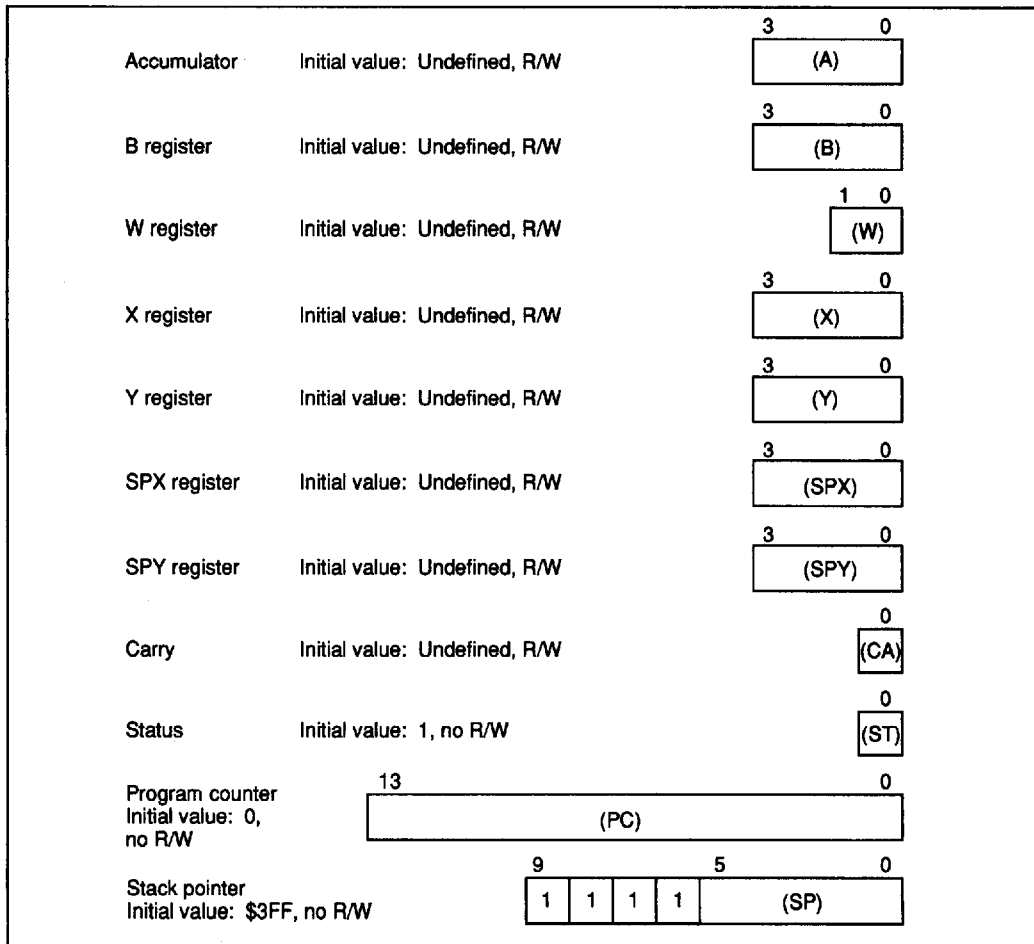 3 0
Accumulator Initial value: Undefined, R/W (A)
3 0
B register Initial value: Undefined, R/W (B)
1 0
W register Initial value: Undefined, R/W (W)
3 0
X register Initial value: Undefined, R/W (X)
3 0
Y register Initial value: Undefined, R/W (Y)
3 0
SPX register Initial value: Undefined, R/W (SPX)
3 0
SPY register Initial value: Undefined, R/W (SPY)
0
Carry Initial value: Undefined, R/W (CA)
0
Status Initial value: 1, no R/W (ST)
13 0
Program counter
Initial value: 0, (PC)
no R/W
9 5 0
Stack pointer
Initial value: $3FF, no R/W 1 1 1 1 (SP)